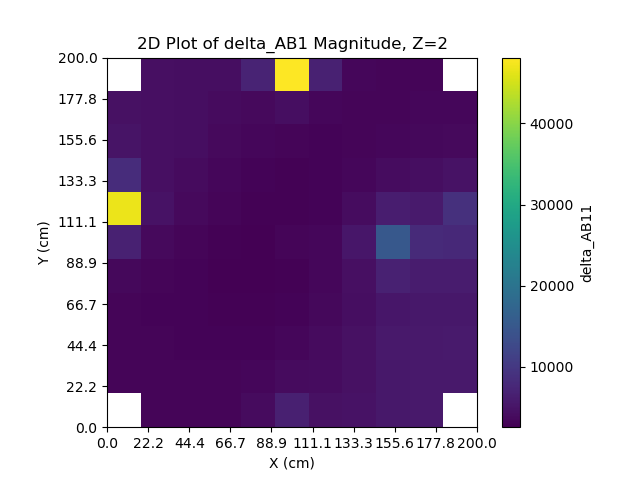 2D Plot of delta_AB1 Magnitude, Z=2
200.0
177.8
155.6
133.3
111.1
88.9
66.7
44.4
22.2
0.0
Y (cm)
0.0 22.2 44.4 66.7 88.9 111.1 133.3 155.6 177.8 200.0
X (cm)
40000
30000
20000
10000
delta_AB11